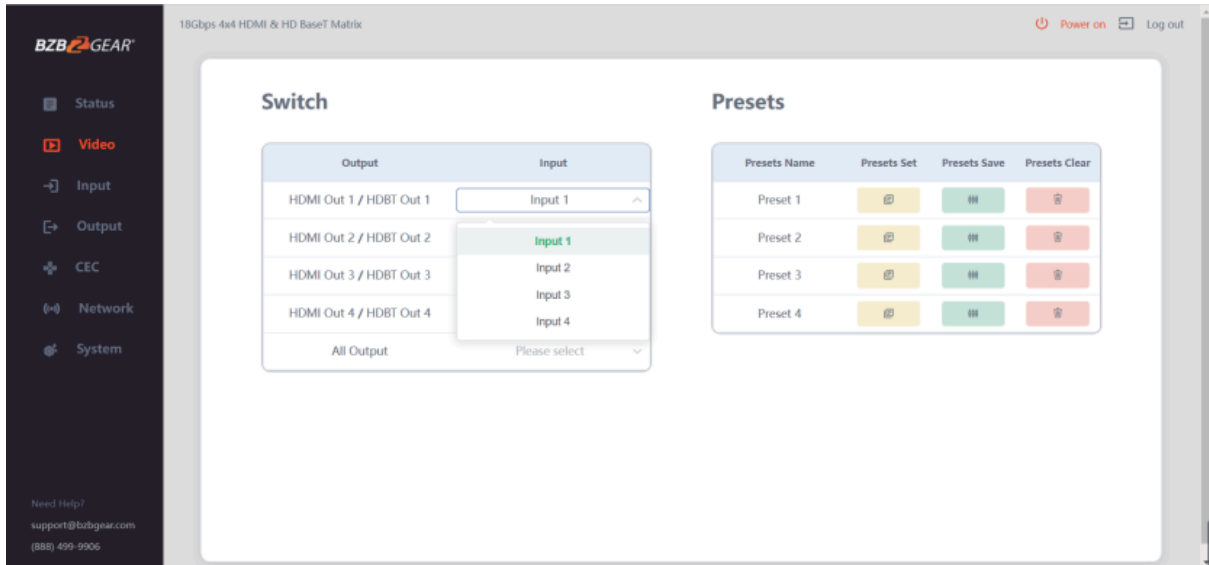 18Gbps 4x4 HDMI & HD BaseT Matrix
Power on
Log out
BZBGEAR
Status
Video
Input
Output
CEC
Network
System
Need Help?
support@bzbgear.com
(888) 499-9906
Switch
Output Input
HDMI Out 1 / HDBT Out 1 Input 1
HDMI Out 2 / HDBT Out 2
HDMI Out 3 / HDBT Out 3
HDMI Out 4 / HDBT Out 4
Input 1
Input 2
Input 3
Input 4
All Output Please select
Presets
Presets Name Presets Set Presets Save Presets Clear
Preset 1
Preset 2
Preset 3
Preset 4